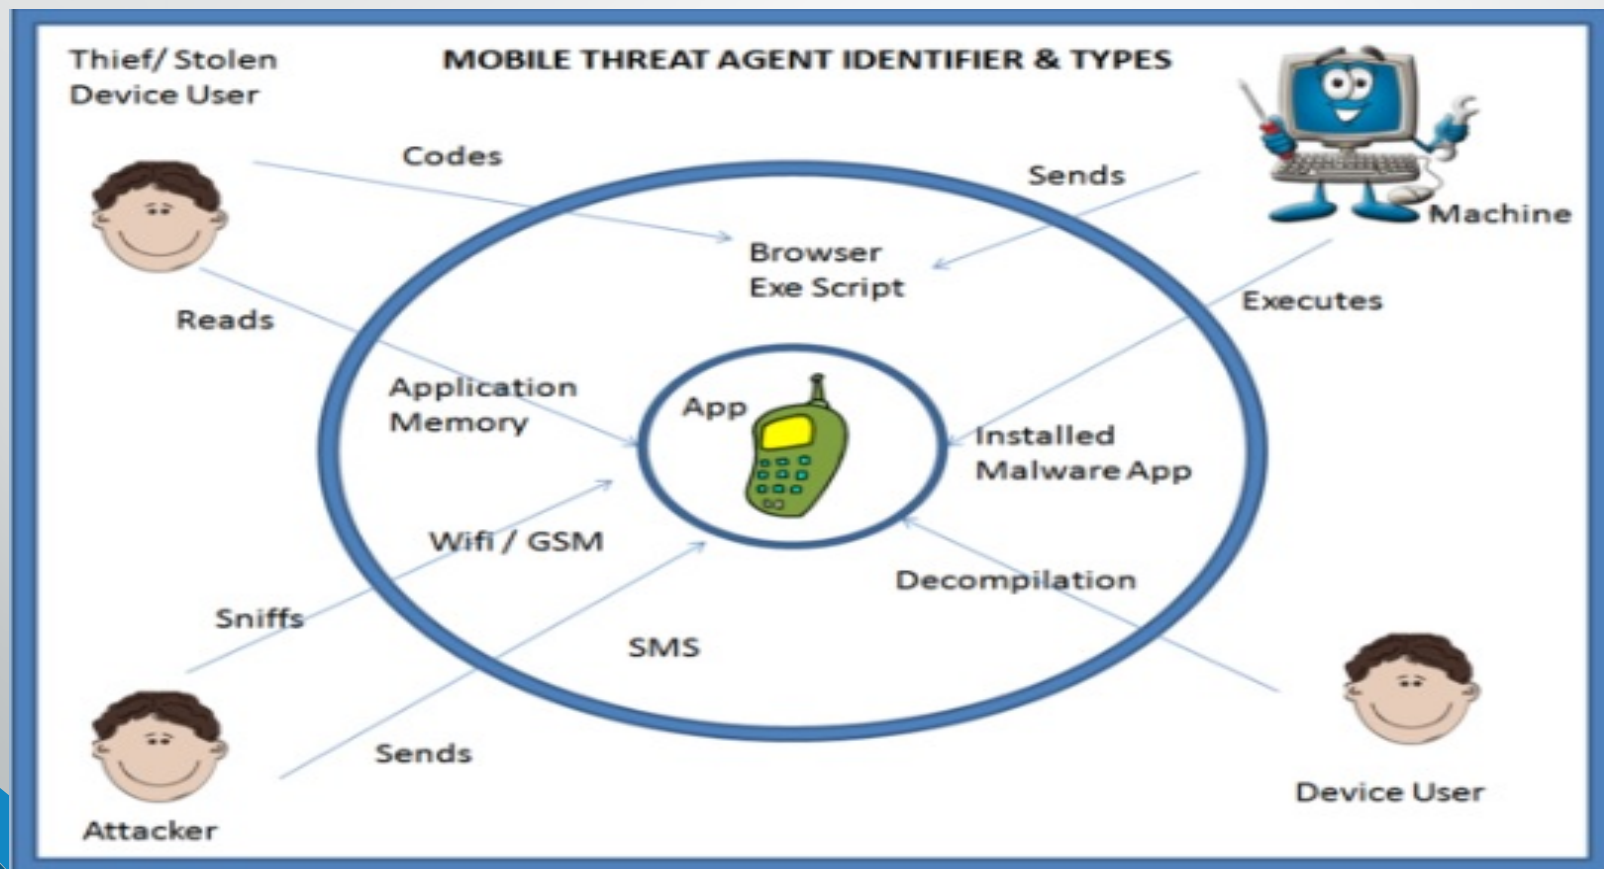 Thief/ Stolen
Device User
MOBILE THREAT AGENT IDENTIFIER & TYPES
Codes
Sends
Machine
Browser
Exe Script
Executes
Reads
Application
Memory
App
Installed
Malware App
Wifi / GSM
Decompilation
Sniffs
SMS
Sends
Device User
Attacker